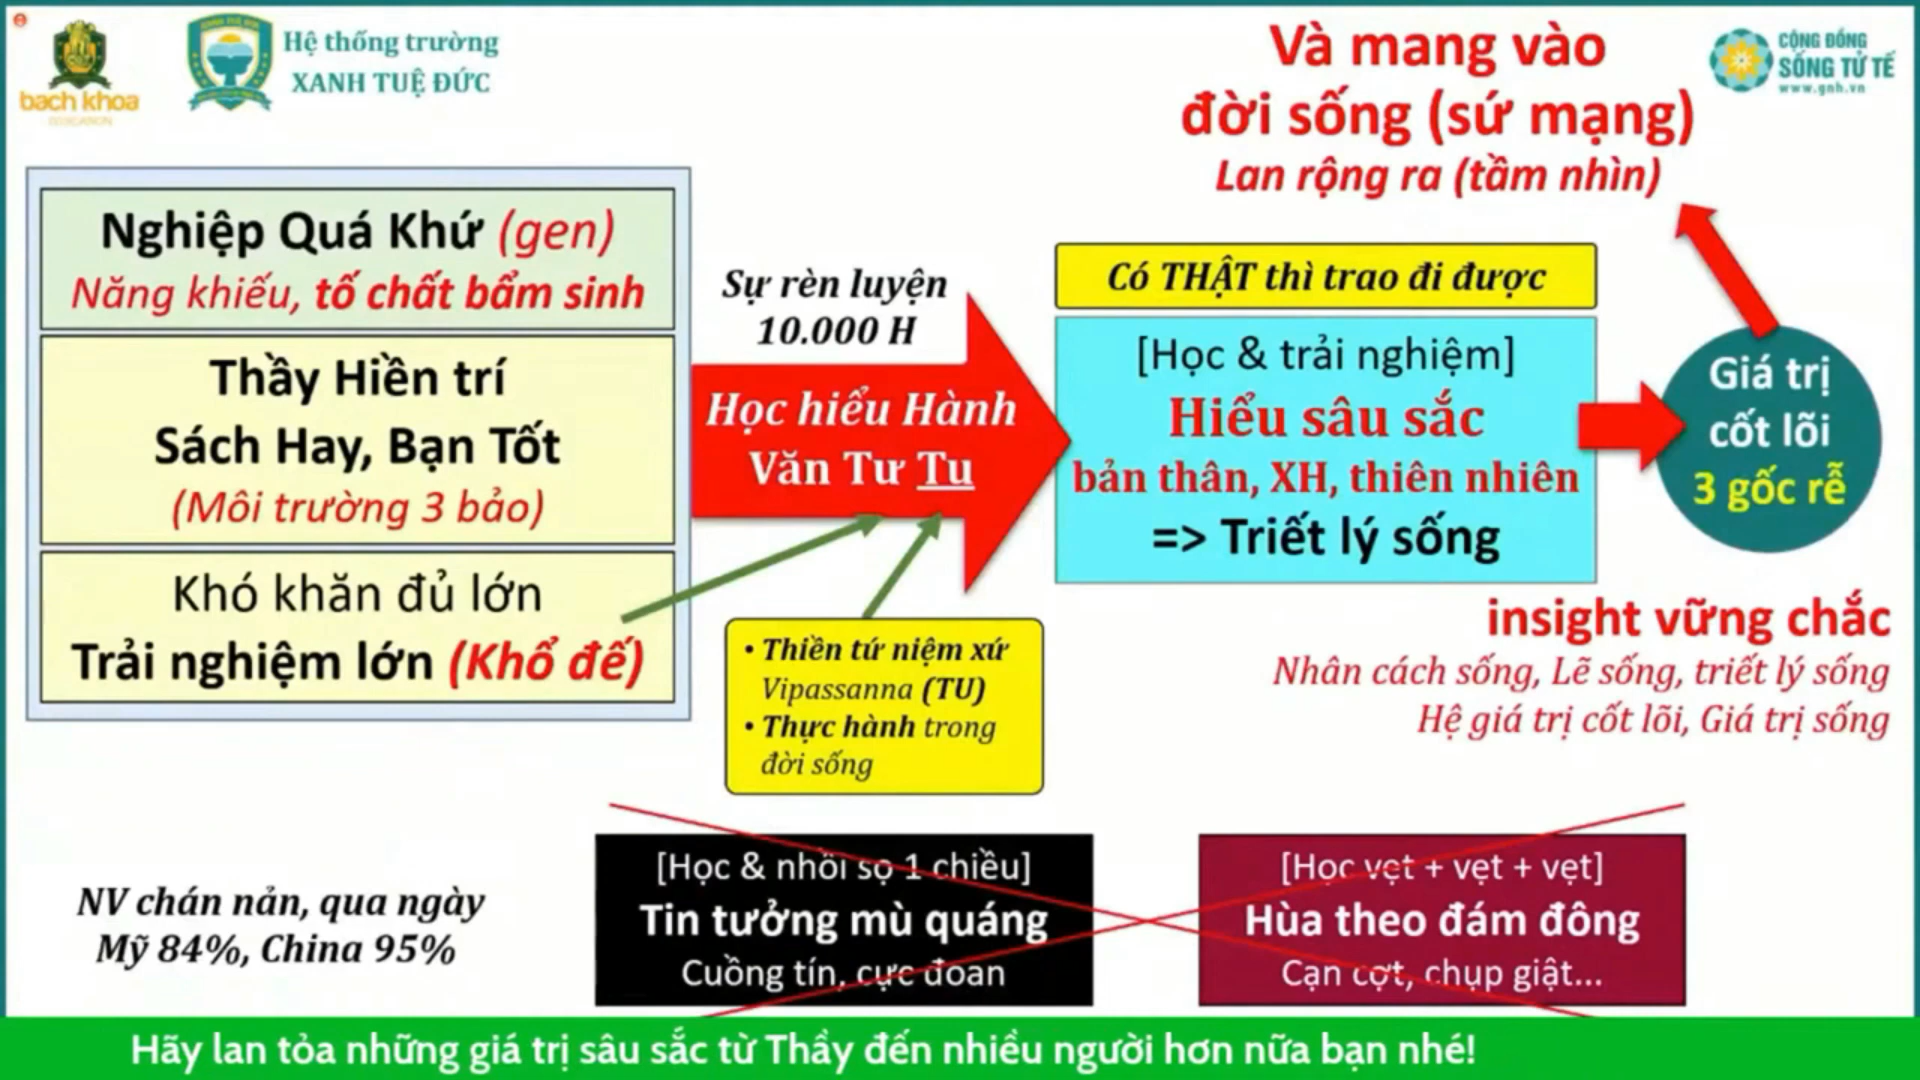 bach khoa
EDUCATION
Hệ thống trường
XANH TUỆ ĐỨC
Và mang vào
đời sống (sứ mạng)
Lan rộng ra (tầm nhìn)
CỘNG ĐỒNG
SỐNG TỬ TẾ
www.gnh.vn
Nghiệp Quá Khứ (gen)
Năng khiếu, tố chất bẩm sinh
Thầy Hiền trí
Sách Hay, Bạn Tốt
(Môi trường 3 bảo)
Khó khăn đủ lớn
Trải nghiệm lớn (Khổ đế)
Sự rèn luyện
10.000 H
Học hiểu Hành
Văn Tư Tu
• Thiền tứ niệm xứ
Vipassanna (TU)
• Thực hành trong
đời sống
Có THẬT thì trao đi được
[Học & trải nghiệm]
Hiểu sâu sắc
bản thân, XH, thiên nhiên
=> Triết lý sống
Giá trị
cốt lõi
3 gốc rễ
insight vững chắc
Nhân cách sống, Lẽ sống, triết lý sống
Hệ giá trị cốt lõi, Giá trị sống
NV chán nản, qua ngày
Mỹ 84%, China 95%
[Học & nhồi sọ 1 chiều]
Tin tưởng mù quáng
Cuồng tín, cực đoan
[Học vẹt + vẹt + vẹt]
Hùa theo đám đông
Cạn cợt, chụp giật...
Hãy lan tỏa những giá trị sâu sắc từ Thầy đến nhiều người hơn nữa bạn nhé!